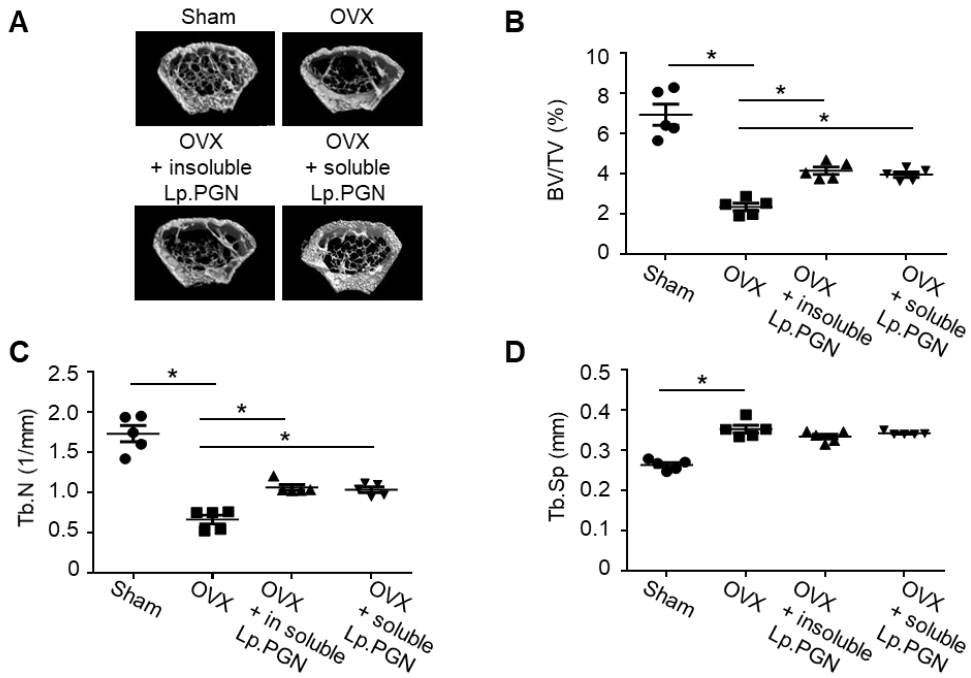 A
Sham
OVX
OVX
+ insoluble
Lp.PGN
OVX
+ soluble
Lp.PGN
B
BV/TV (%)
10
8
6
4
2
0
*
*
*
Sham
OVX
OVX
+ insoluble
Lp.PGN
OVX
+ soluble
Lp.PGN
C
Tb.N (1/mm)
2.5
2.0
1.5
1.0
0.5
0
*
*
*
Sham
OVX
OVX
+ in soluble
Lp.PGN
OVX
+ soluble
Lp.PGN
D
Tb.Sp (mm)
0.5
0.4
0.3
0.2
0.1
0
*
Sham
OVX
OVX
+ insoluble
Lp.PGN
OVX
+ soluble
Lp.PGN